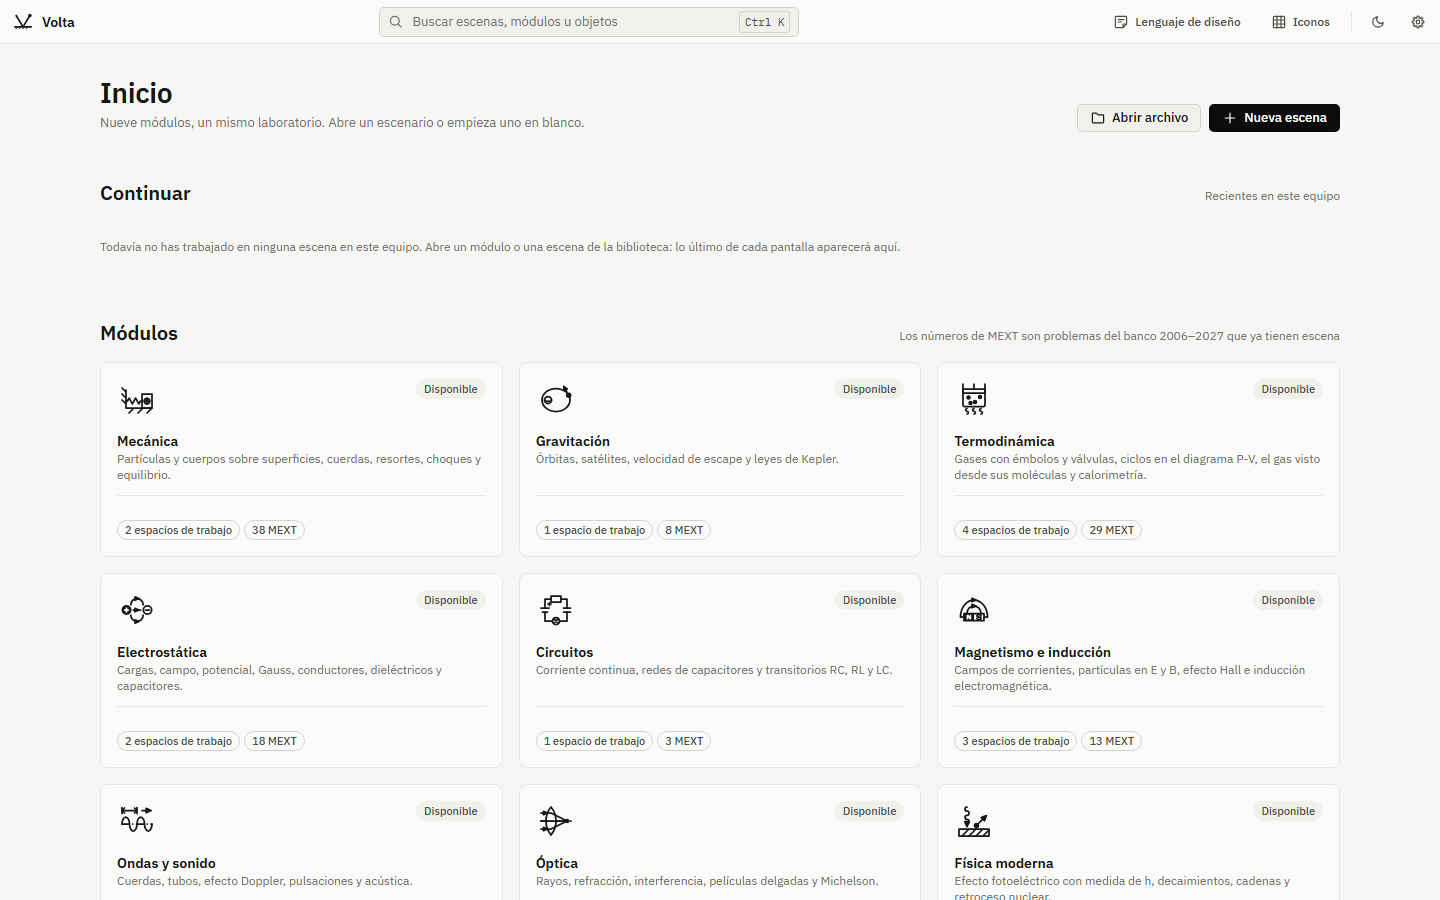 Volta
Buscar escenas, módulos u objetos
Ctrl K
Lenguaje de diseño
Iconos
Inicio
Nueve módulos, un mismo laboratorio. Abre un escenario o empieza uno en blanco.
Abrir archivo
Nueva escena
Continuar
Recientes en este equipo
Todavía no has trabajado en ninguna escena en este equipo. Abre un módulo o una escena de la biblioteca: lo último de cada pantalla aparecerá aquí.
Módulos
Los números de MEXT son problemas del banco 2006–2027 que ya tienen escena
Disponible
Mecánica
Partículas y cuerpos sobre superficies, cuerdas, resortes, choques y
equilibrio.
2 espacios de trabajo
38 MEXT
Disponible
Gravitación
Órbitas, satélites, velocidad de escape y leyes de Kepler.
1 espacio de trabajo
8 MEXT
Disponible
Termodinámica
Gases con émbolos y válvulas, ciclos en el diagrama P-V, el gas visto
desde sus moléculas y calorimetría.
4 espacios de trabajo
29 MEXT
Disponible
Electrostática
Cargas, campo, potencial, Gauss, conductores, dieléctricos y
capacitores.
2 espacios de trabajo
18 MEXT
Disponible
Circuitos
Corriente continua, redes de capacitores y transitorios RC, RL y LC.
1 espacio de trabajo
3 MEXT
Disponible
Magnetismo e inducción
Campos de corrientes, partículas en E y B, efecto Hall e inducción
electromagnética.
3 espacios de trabajo
13 MEXT
Disponible
Ondas y sonido
Cuerdas, tubos, efecto Doppler, pulsaciones y acústica.
Disponible
Óptica
Rayos, refracción, interferencia, películas delgadas y Michelson.
Disponible
Física moderna
Efecto fotoeléctrico con medida de h, decaimientos, cadenas y
retroceso nuclear.